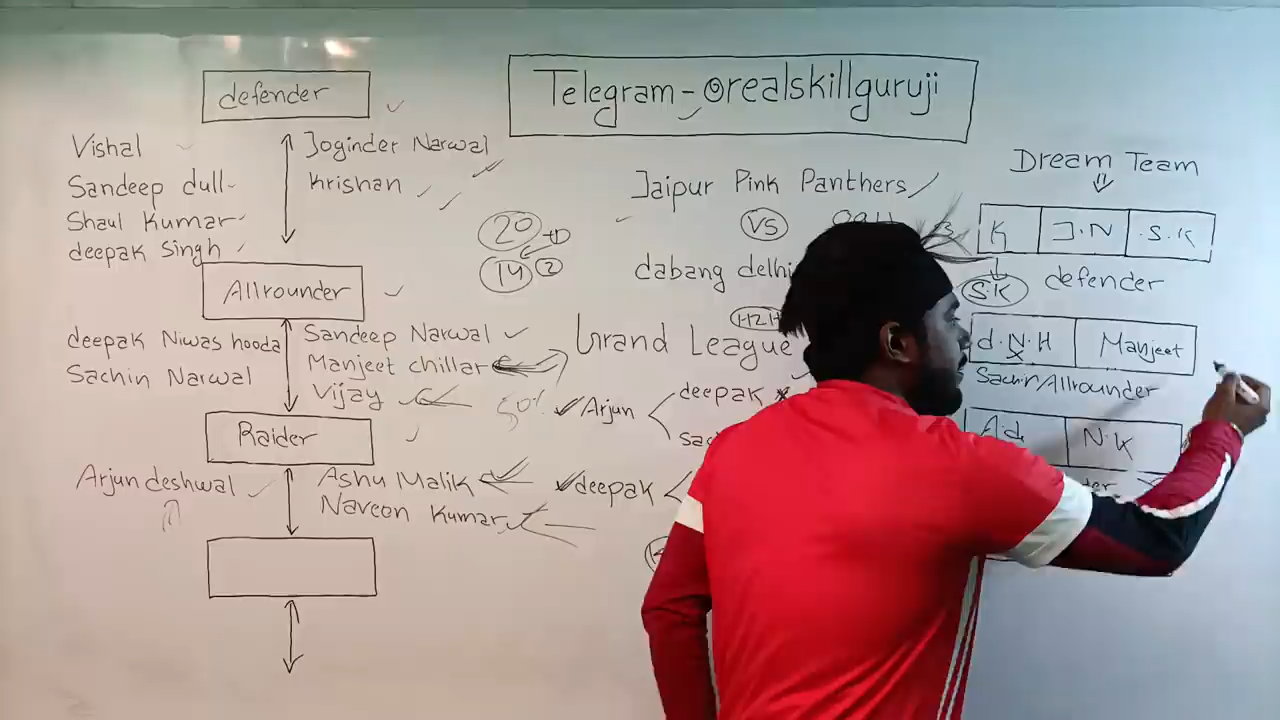 defender
Telegram-@realskillguruji
Vishal
Sandeep dull
Shaul Kumar
deepak Singh
Joginder Narwal
Krishan
20
14
2
Jaipur Pink Panthers
VS
dabang delhi
Dream Team
K J.N S.K
S.K defender
Allrounder
deepak Niwas hooda
Sachin Narwal
Sandeep Narwal
Manjeet chillar
Vijay
50%
H2H
Grand League
Arjun
deepak
deepak
d.N.H Manjeet
Sachin Allrounder
A.d N.K
Raider
Arjun deshwal
Ashu Malik
Naveen Kumar